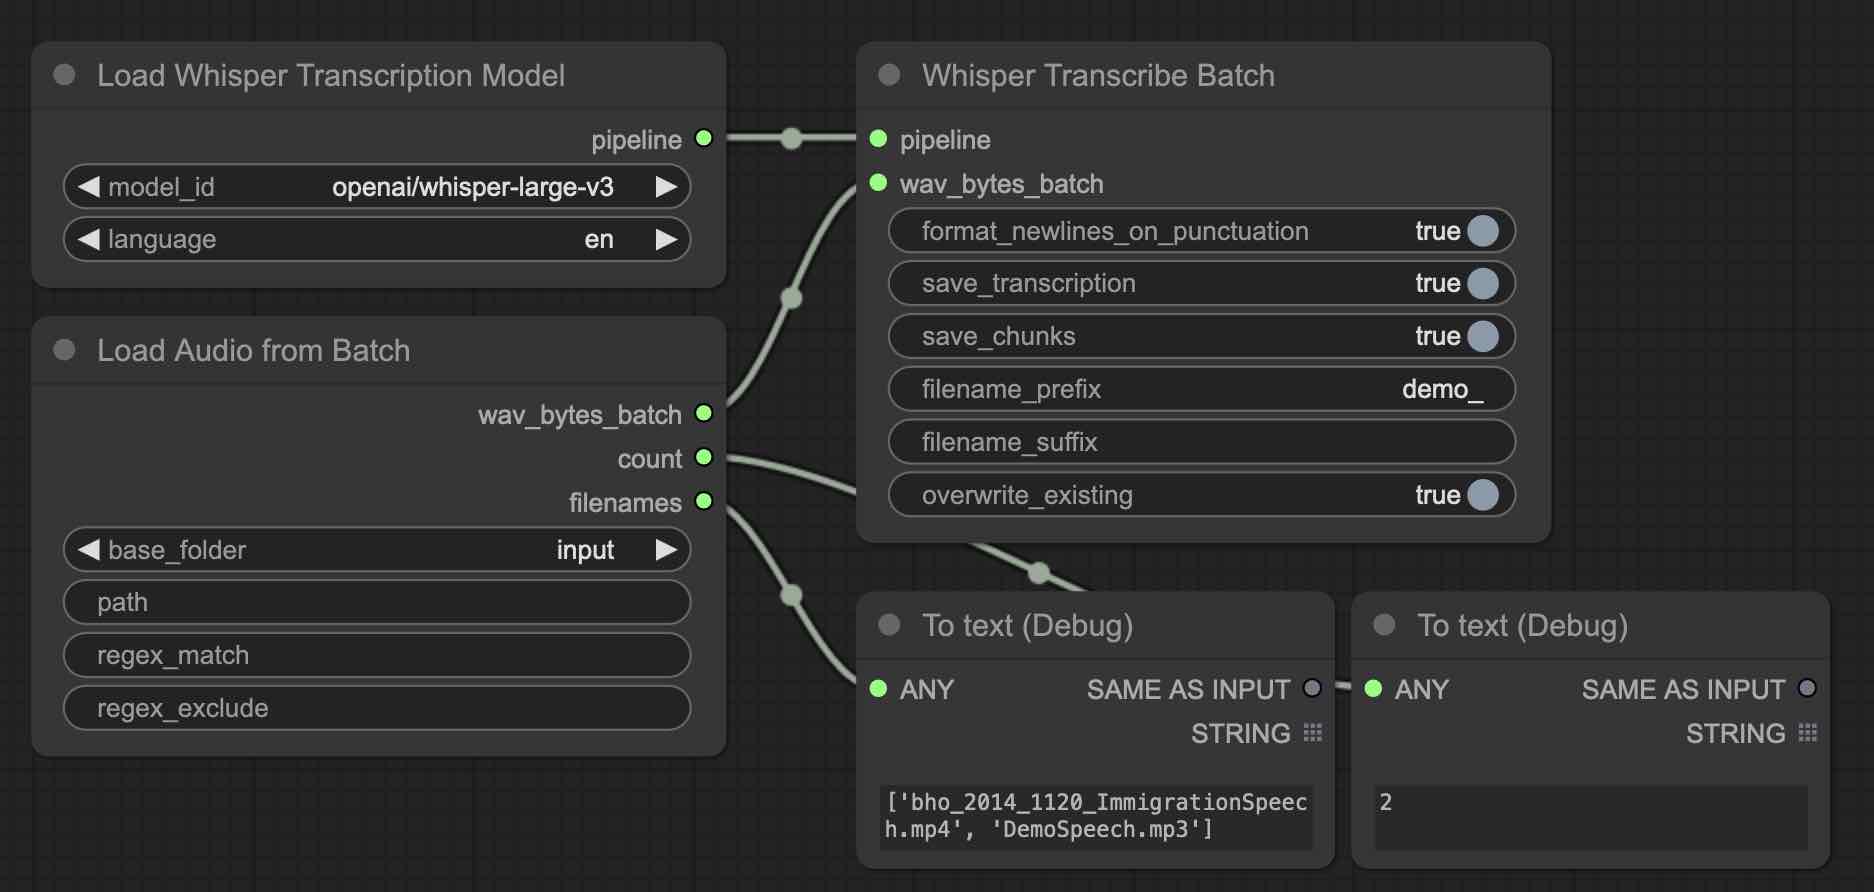 Load Whisper Transcription Model
pipeline
model_id openai/whisper-large-v3
language en
Load Audio from Batch
wav_bytes_batch
count
filenames
base_folder input
path
regex_match
regex_exclude
Whisper Transcribe Batch
pipeline
wav_bytes_batch
format_newlines_on_punctuation true
save_transcription true
save_chunks true
filename_prefix demo_
filename_suffix
overwrite_existing true
To text (Debug)
ANY SAME AS INPUT
STRING
['bho_2014_1120_ImmigrationSpeec
h.mp4', 'DemoSpeech.mp3']
To text (Debug)
ANY SAME AS INPUT
STRING
2